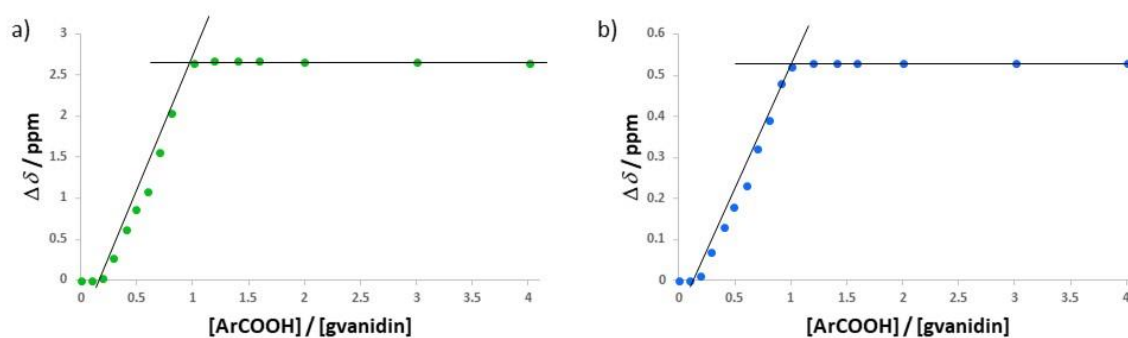 a)
Δ δ / ppm
3
2.5
2
1.5
1
0.5
0
0 0.5 1 1.5 2 2.5 3 3.5 4
[ArCOOH] / [gvanidin]
b)
Δ δ / ppm
0.6
0.5
0.4
0.3
0.2
0.1
0
0 0.5 1 1.5 2 2.5 3 3.5 4
[ArCOOH] / [gvanidin]